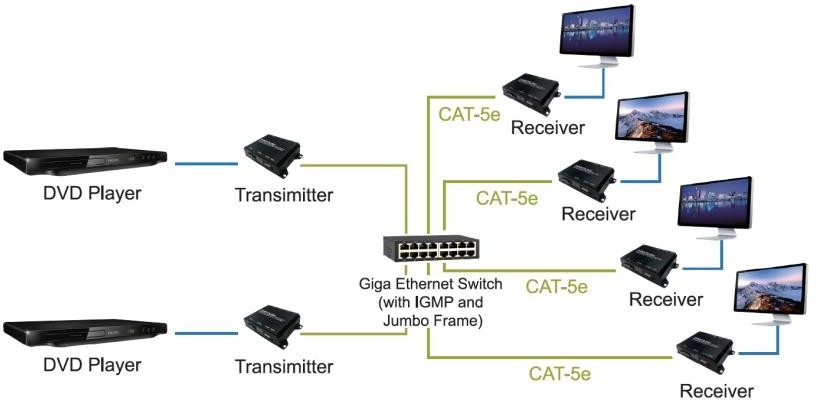 CAT-5e
Receiver
CAT-5e
Receiver
DVD Player
Transimitter
CAT-5e
Receiver
Giga Ethernet Switch
(with IGMP and
Jumbo Frame)
DVD Player
Transimitter
CAT-5e
Receiver